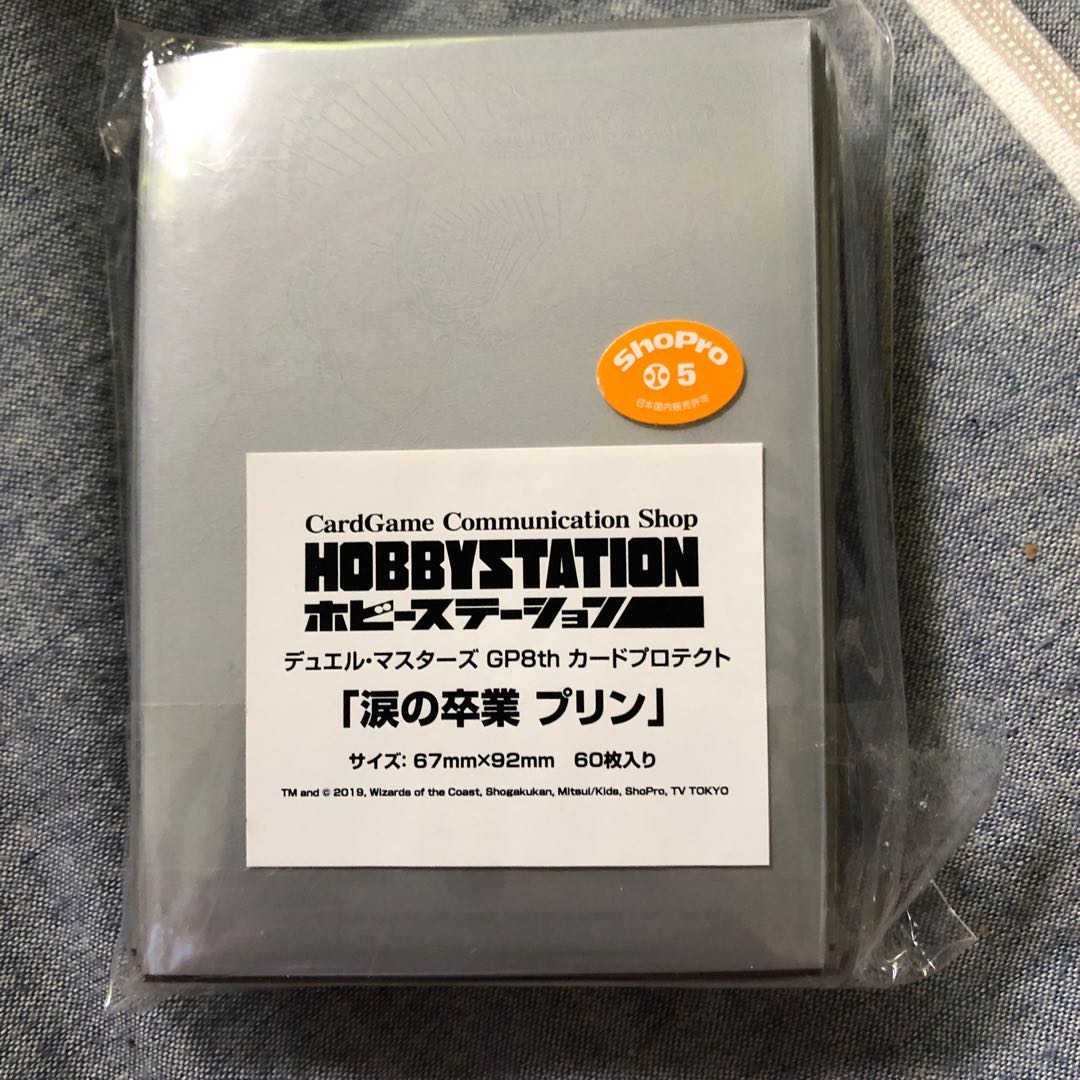 ShoPro
5
日本国内販売許可
CardGame Communication Shop
HOBBYSTATION
ホビーステーション
デュエル・マスターズ GP8th カードプロテクト
「涙の卒業 プリン」
サイズ: 67mm×92mm 60枚入り
TM and © 2019, Wizards of the Coast, Shogakukan, Mitsui/Kids, ShoPro, TV TOKYO